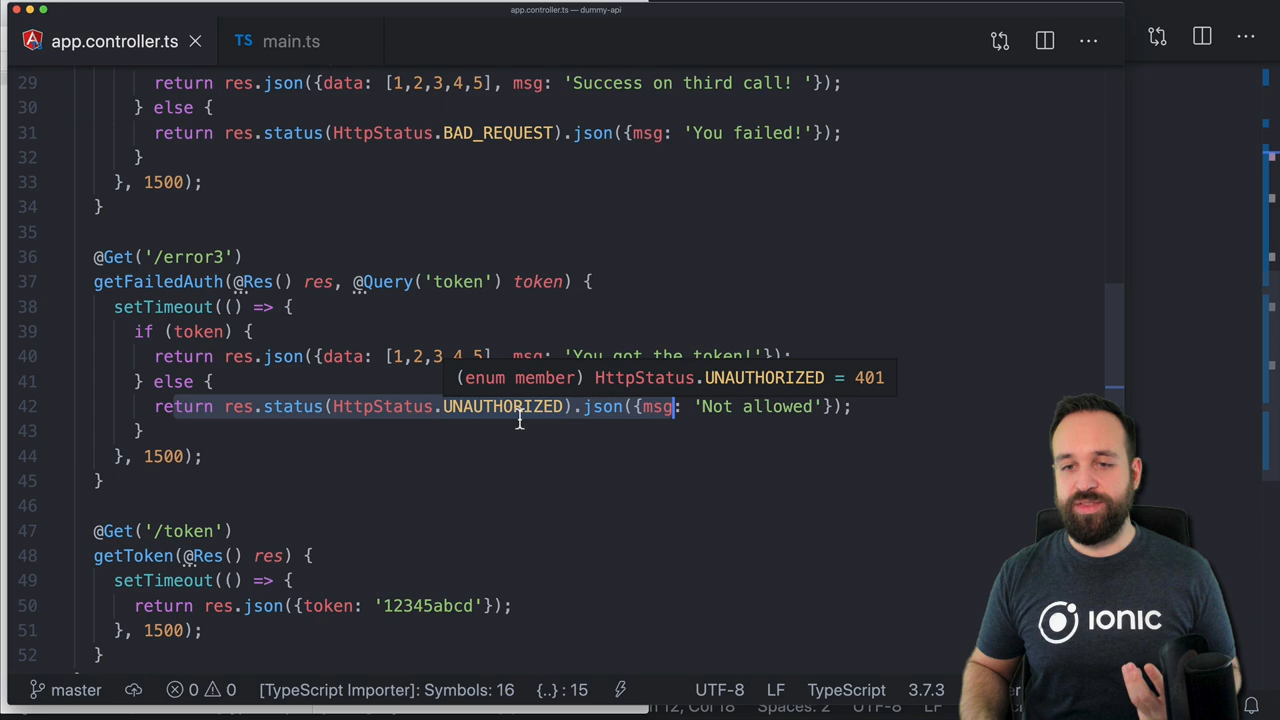 app.controller.ts — dummy-api
app.controller.ts
TS main.ts
29 return res.json({data: [1,2,3,4,5], msg: 'Success on third call! '});
30 } else {
31 return res.status(HttpStatus.BAD_REQUEST).json({msg: 'You failed!'});
32 }
33 }, 1500);
34 }
35
36 @Get('/error3')
37 getFailedAuth(@Res() res, @Query('token') token) {
38 setTimeout(() => {
39 if (token) {
40 return res.json({data: [1,2,3,4,5], msg: 'You got the token!'});
(enum member) HttpStatus.UNAUTHORIZED = 401
41 } else {
42 return res.status(HttpStatus.UNAUTHORIZED).json({msg: 'Not allowed'});
43 }
44 }, 1500);
45 }
46
47 @Get('/token')
48 getToken(@Res() res) {
49 setTimeout(() => {
50 return res.json({token: '12345abcd'});
51 }, 1500);
52 }
IONIC
master 0 0 [TypeScript Importer]: Symbols: 16 {..} : 15 UTF-8 LF TypeScript 3.7.3
Ln 12, Col 18 Spaces: 2 UTF-8 LF